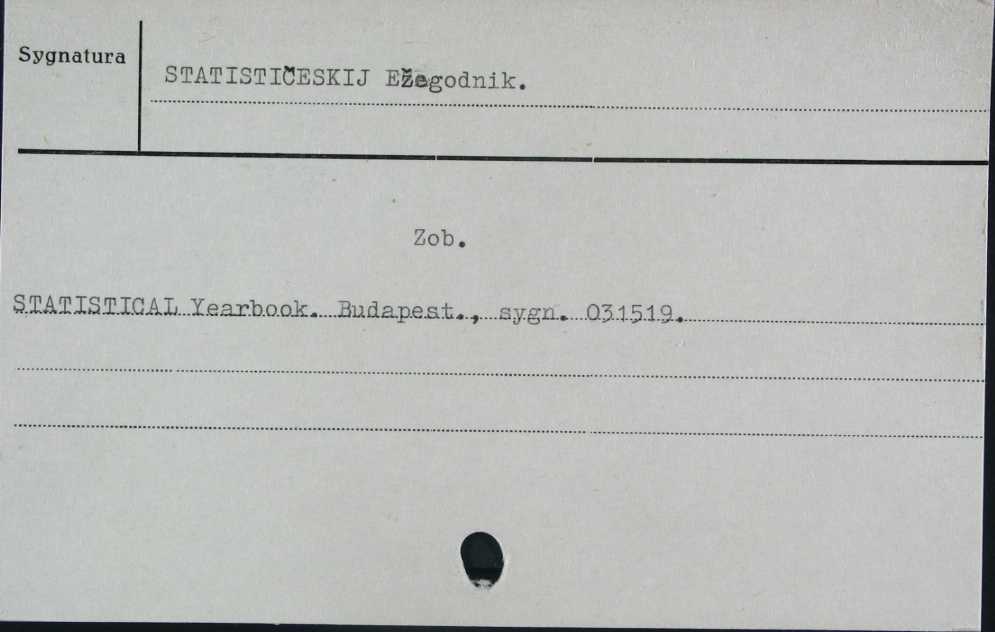 Sygnatura
STATISTIČESKIJ Ežegodnik.
Zob.
STATISTICAL Yearbook. Budapest., sygn. 031519.